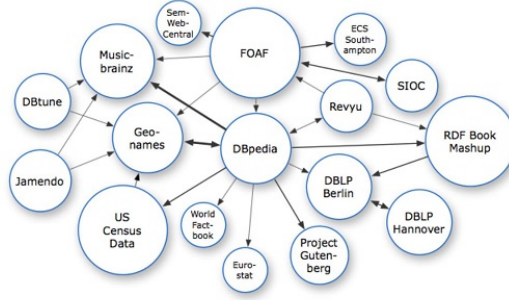 Sem-
Web-
Central
FOAF
ECS
South-
ampton
Music-
brainz
SIOC
DBtune
Revyu
Geo-
names
DBpedia
RDF Book
Mashup
Jamendo
DBLP
Berlin
US
Census
Data
World
Fact-
book
DBLP
Hannover
Euro-
stat
Project
Guten-
berg